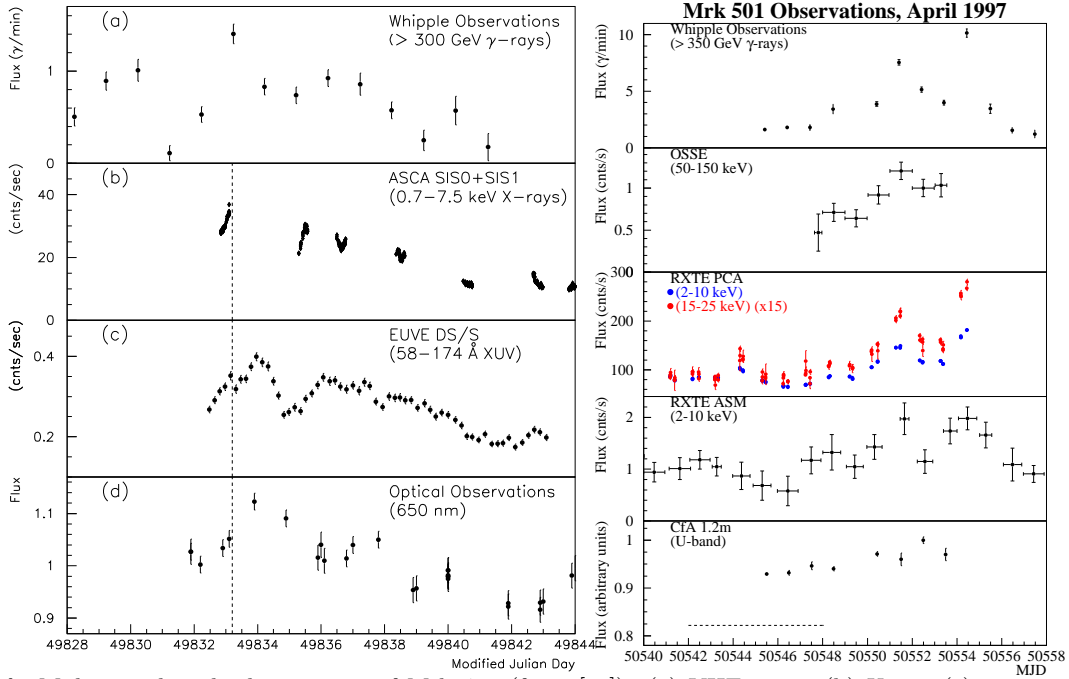 (a)
Whipple Observations
(> 300 GeV γ-rays)
Flux (γ/min)
1
0
(b)
ASCA SIS0+SIS1
(0.7-7.5 keV X-rays)
(cnts/sec)
40
20
0
(c)
EUVE DS/S
(58-174 Å XUV)
(cnts/sec)
0.4
0.2
(d)
Optical Observations
(650 nm)
Flux
1.1
1
0.9
49828 49830 49832 49834 49836 49838 49840 49842 49844
Modified Julian Day
Mrk 501 Observations, April 1997
Whipple Observations
(> 350 GeV γ-rays)
Flux (γ/min)
10
5
0
OSSE
(50-150 keV)
Flux (cnts/s)
1
0.5
0
RXTE PCA
(2-10 keV)
(15-25 keV) (x15)
Flux (cnts/s)
300
200
100
RXTE ASM
(2-10 keV)
Flux (cnts/s)
2
1
0
CfA 1.2m
(U-band)
Flux (arbitrary units)
1
0.9
0.8
50540 50542 50544 50546 50548 50550 50552 50554 50556 50558
MJD